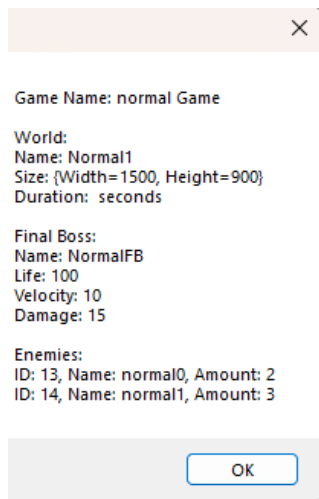 Game Name: normal Game
World:
Name: Normal1
Size: {Width=1500, Height=900}
Duration:  seconds
Final Boss:
Name: NormalFB
Life: 100
Velocity: 10
Damage: 15
Enemies:
ID: 13, Name: normal0, Amount: 2
ID: 14, Name: normal1, Amount: 3
OK